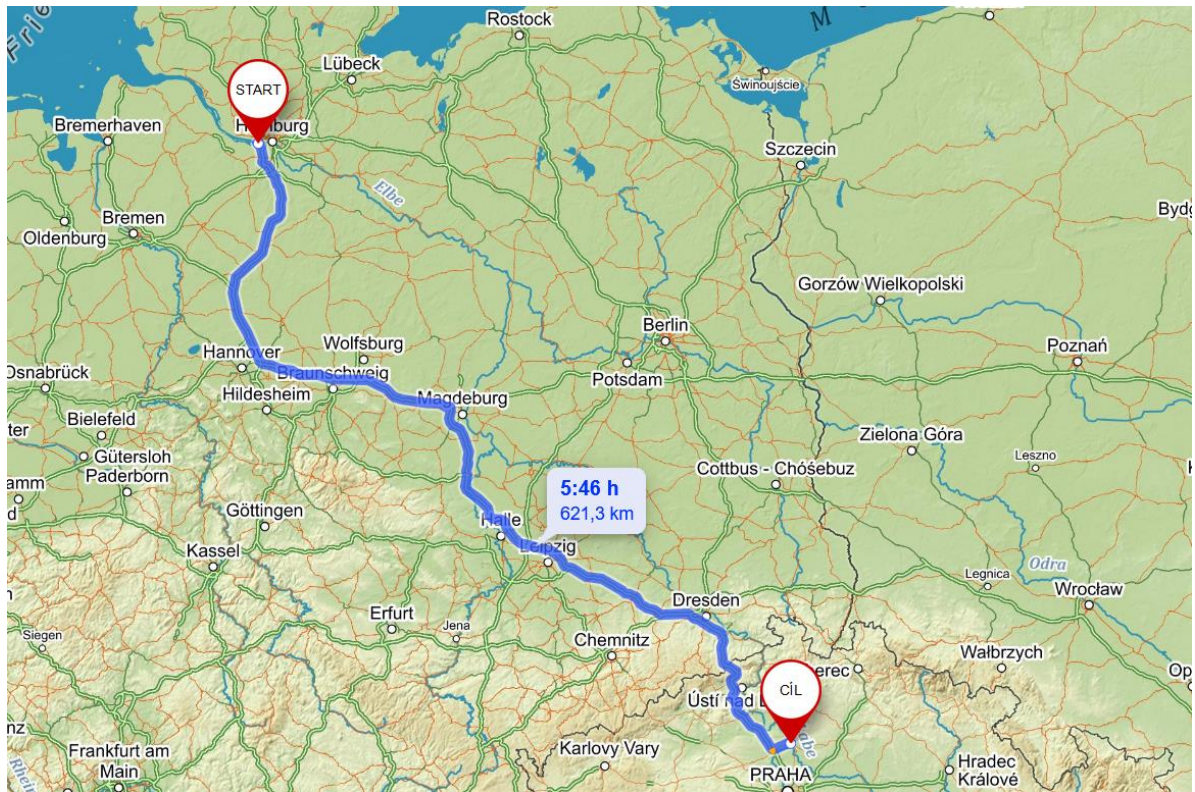 Rostock
Lübeck
START
Świnoujście
Bremerhaven
Szczecin
Elbe
Bremen
Oldenburg
Gorzów Wielkopolski
Berlin
Wolfsburg
Hannover
Poznań
Osnabrück
Braunschweig
Potsdam
Hildesheim
Magdeburg
Bielefeld
Zielona Góra
Gütersloh
Leszno
Paderborn
Cottbus - Chóśebuz
5:46 h
621,3 km
Göttingen
Halle
Kassel
Leipzig
Odra
Legnica
Wrocław
Dresden
Erfurt
Jena
Siegen
Chemnitz
Wałbrzych
CÍL
Ústí nad
Karlovy Vary
Frankfurt am
Main
Hradec
Králové
PRAHA